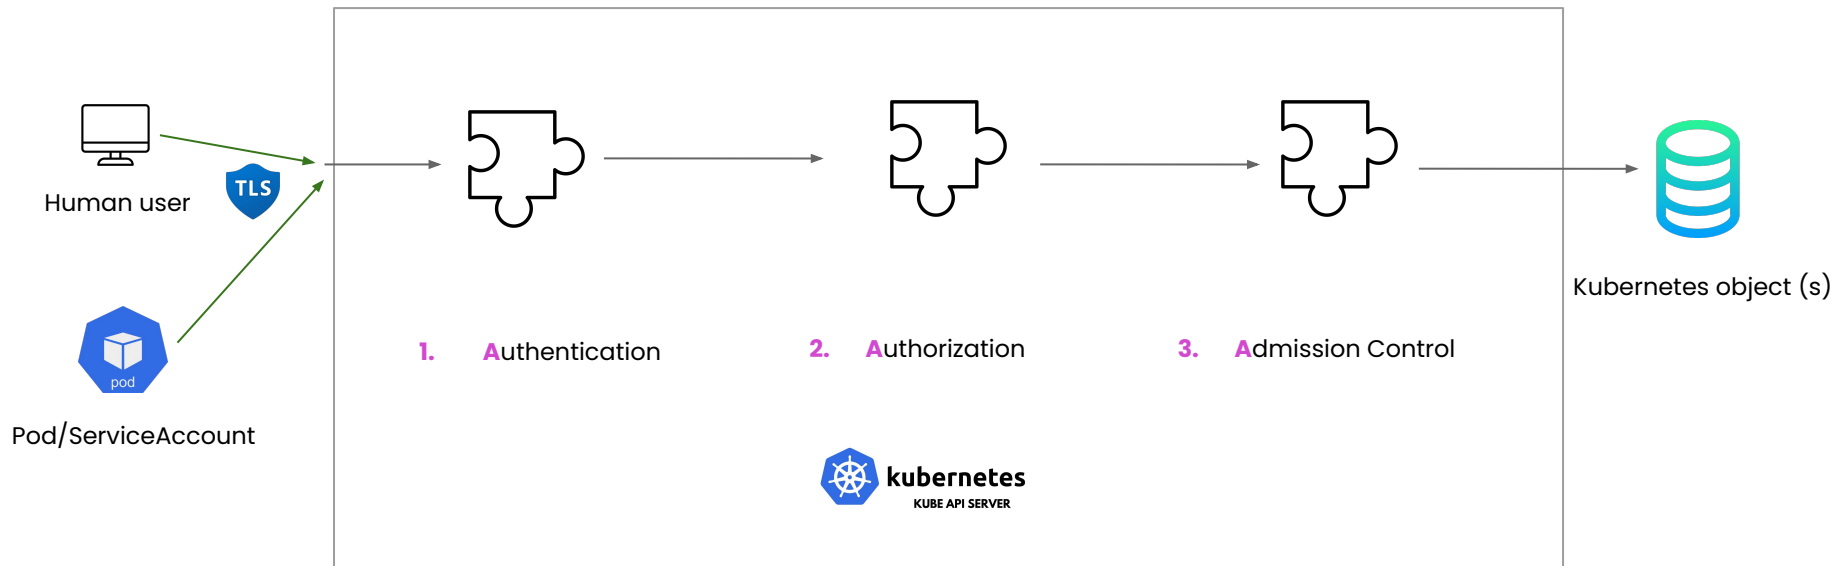 Human user
TLS
pod
Pod/ServiceAccount
1. Authentication
2. Authorization
3. Admission Control
kubernetes
KUBE API SERVER
Kubernetes object (s)